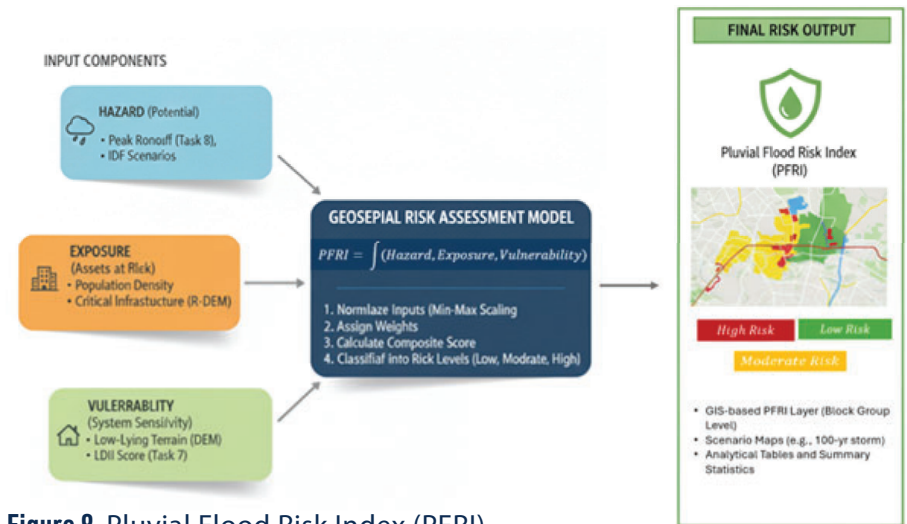 INPUT COMPONENTS
HAZARD (Potential)
• Peak Ronoiff (Task 8),
• IDF Scenarios
EXPOSURE
(Assets at Rlck)
• Population Density
• Critical Infrastucture (R-DEM)
VULERRABLITY
(System Sensilvity)
• Low-Lying Terrain (DEM)
• LDII Score (Task 7)
GEOSEPIAL RISK ASSESSMENT MODEL
PFRI = ∫(Hazard, Exposure, Vulnerability)
1. Normlaze Inputs (Min-Max Scaling
2. Assign Weights
3. Calculate Composite Score
4. Classifiaf into Rick Levels (Low, Modrate, High)
FINAL RISK OUTPUT
Pluvial Flood Risk Index
(PFRI)
High Risk
Low Risk
Moderate Risk
• GIS-based PFRI Layer (Block Group
Level)
• Scenario Maps (e.g., 100-yr storm)
• Analytical Tables and Summary
Statistics
Figure 9. Pluvial Flood Risk Index (PFRI)